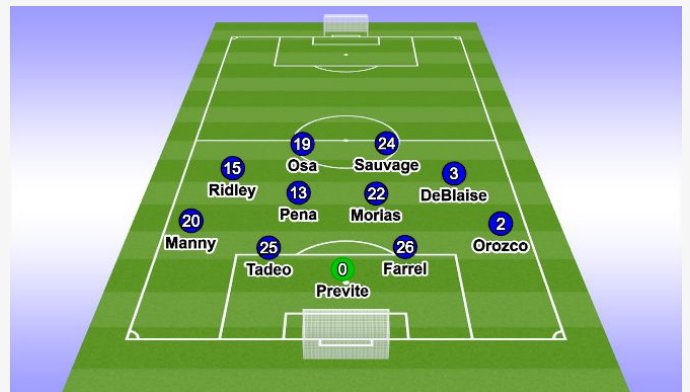 19
24
Osa
Sauvage
15
3
Ridley
DeBlaise
13
22
Pena
Morlas
20
2
Manny
Orozco
25
26
Tadeo
Farrel
0
Previte